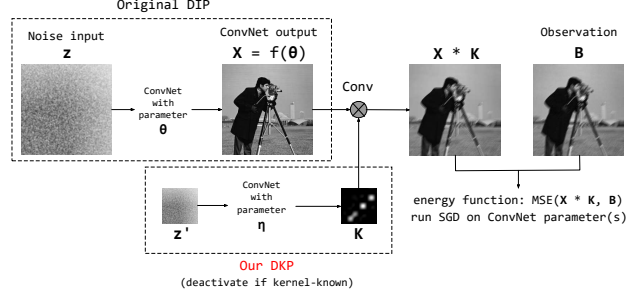 Original DIP
Noise input
z
ConvNet
with
parameter
θ
ConvNet output
X = f(θ)
Conv
X * K
Observation
B
z'
ConvNet
with
parameter
η
K
Our DKP
(deactivate if kernel-known)
energy function: MSE(X * K, B)
run SGD on ConvNet parameter(s)